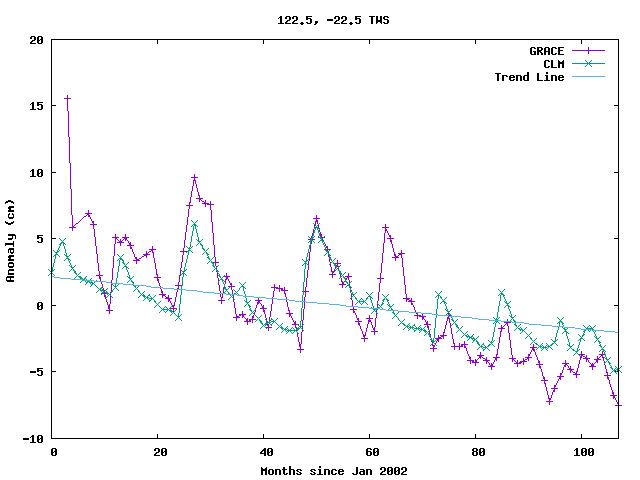 122.5, -22.5 TWS
GRACE
CLM
Trend Line
20
15
10
5
0
-5
-10
Anomaly (cm)
0 20 40 60 80 100
Months since Jan 2002